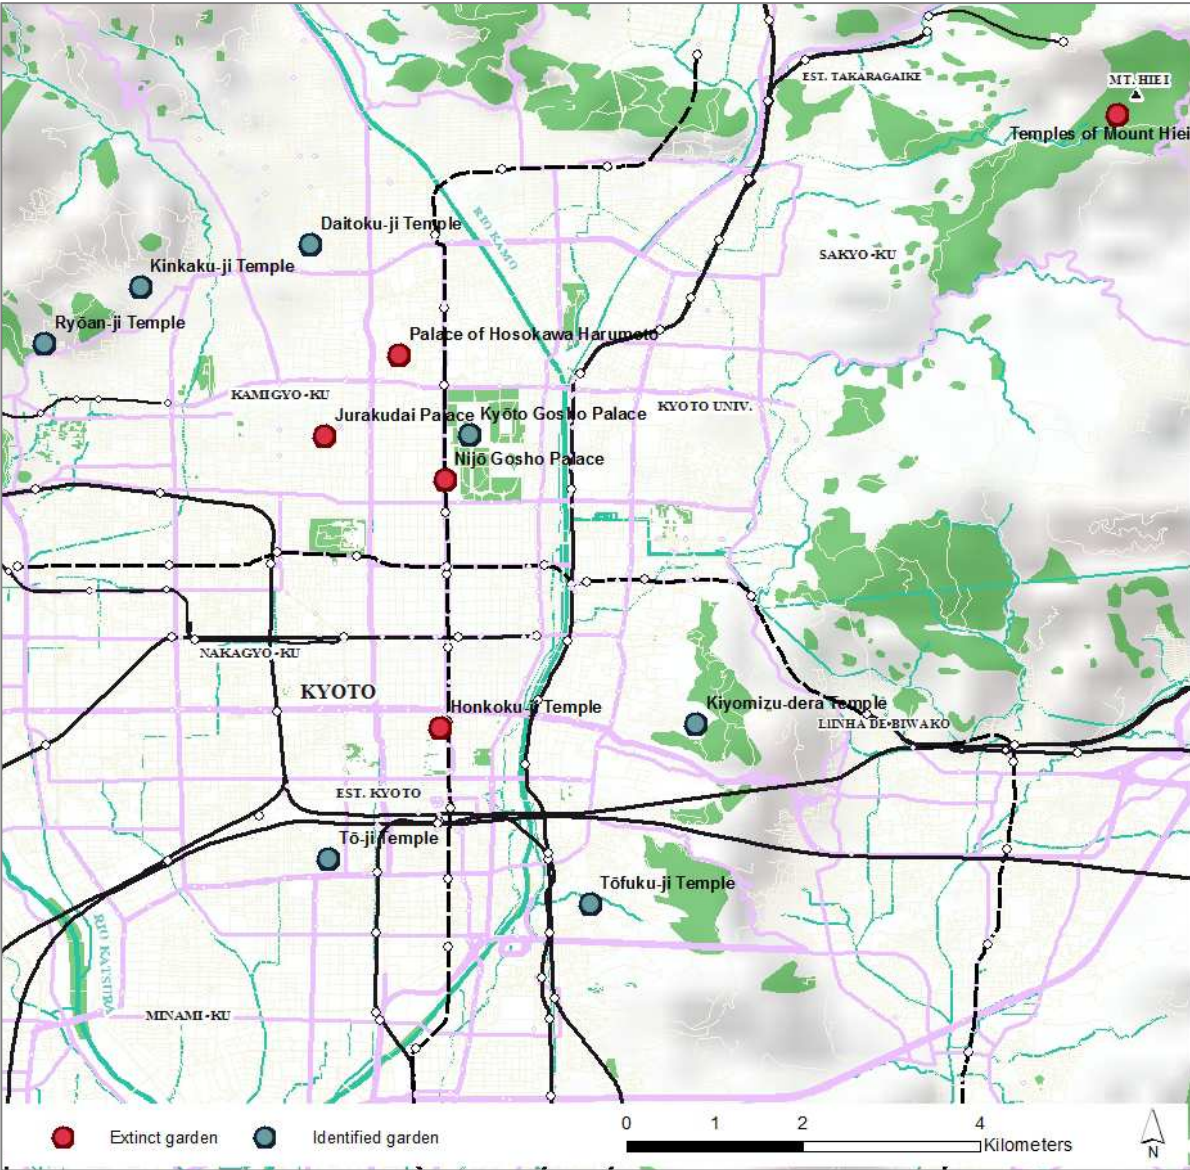 EST. TAKARAGAIKE
MT. HIEI
Temples of Mount Hiei
Daitoku-ji Temple
RIO KAMO
SAKYO-KU
Kinkaku-ji Temple
Ryōan-ji Temple
Palace of Hosokawa Harumoto
KAMIGYO-KU
KYOTO UNIV.
Jurakudai Palace
Kyōto Gosho Palace
Nijō Gosho Palace
NAKAGYO-KU
KYOTO
Honkoku-ji Temple
Kiyomizu-dera Temple
LIINHA DE-BIWAKO
EST. KYOTO
Tō-ji Temple
Tōfuku-ji Temple
RIO KATSURA
MINAMI-KU
Extinct garden
Identified garden
0 1 2 4
Kilometers
N